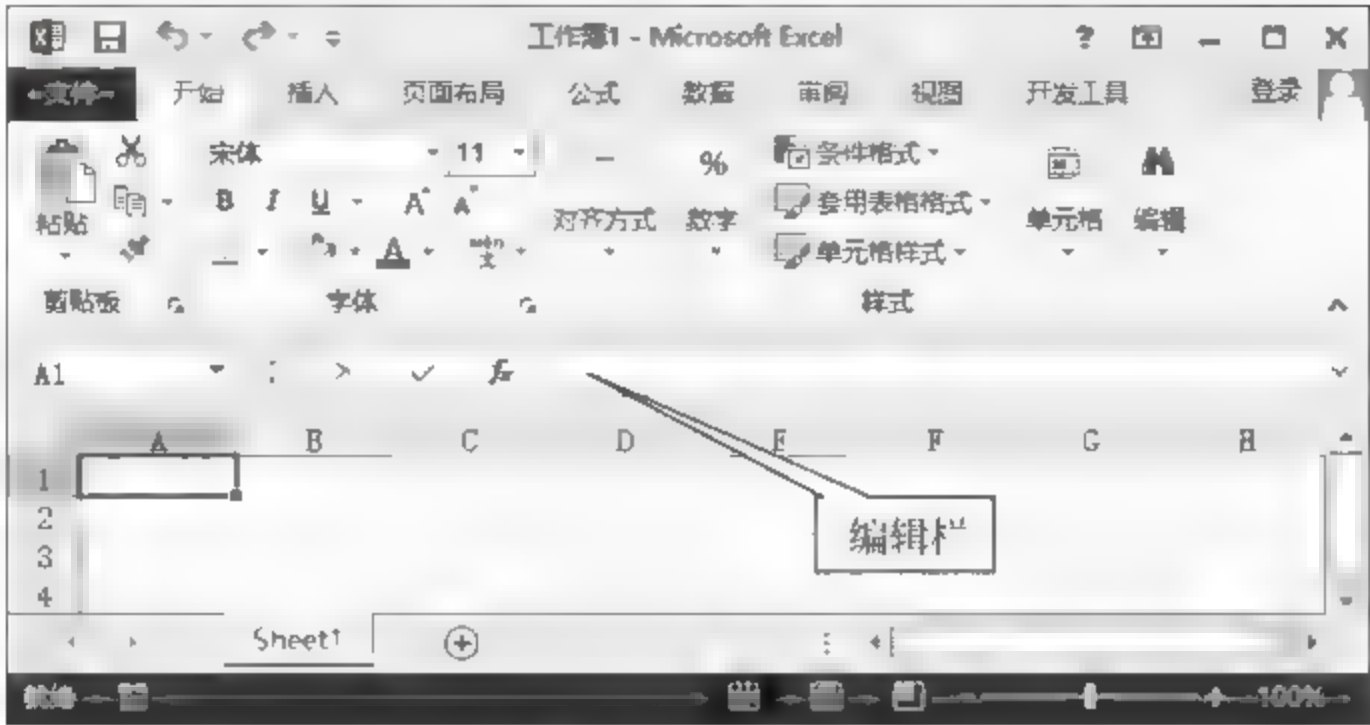 工作簿1 - Microsoft Excel ?
文件 开始 插入 页面布局 公式 数据 审阅 视图 开发工具 登录
宋体 11 % 条件格式
B I U A A 套用表格格式
粘贴 对齐方式 数字 单元格 编辑
A wén 文 单元格样式
剪贴板 字体 样式
A1 fx
A B C D E F G H
1
2
编辑栏
3
4
Sheet1
100%